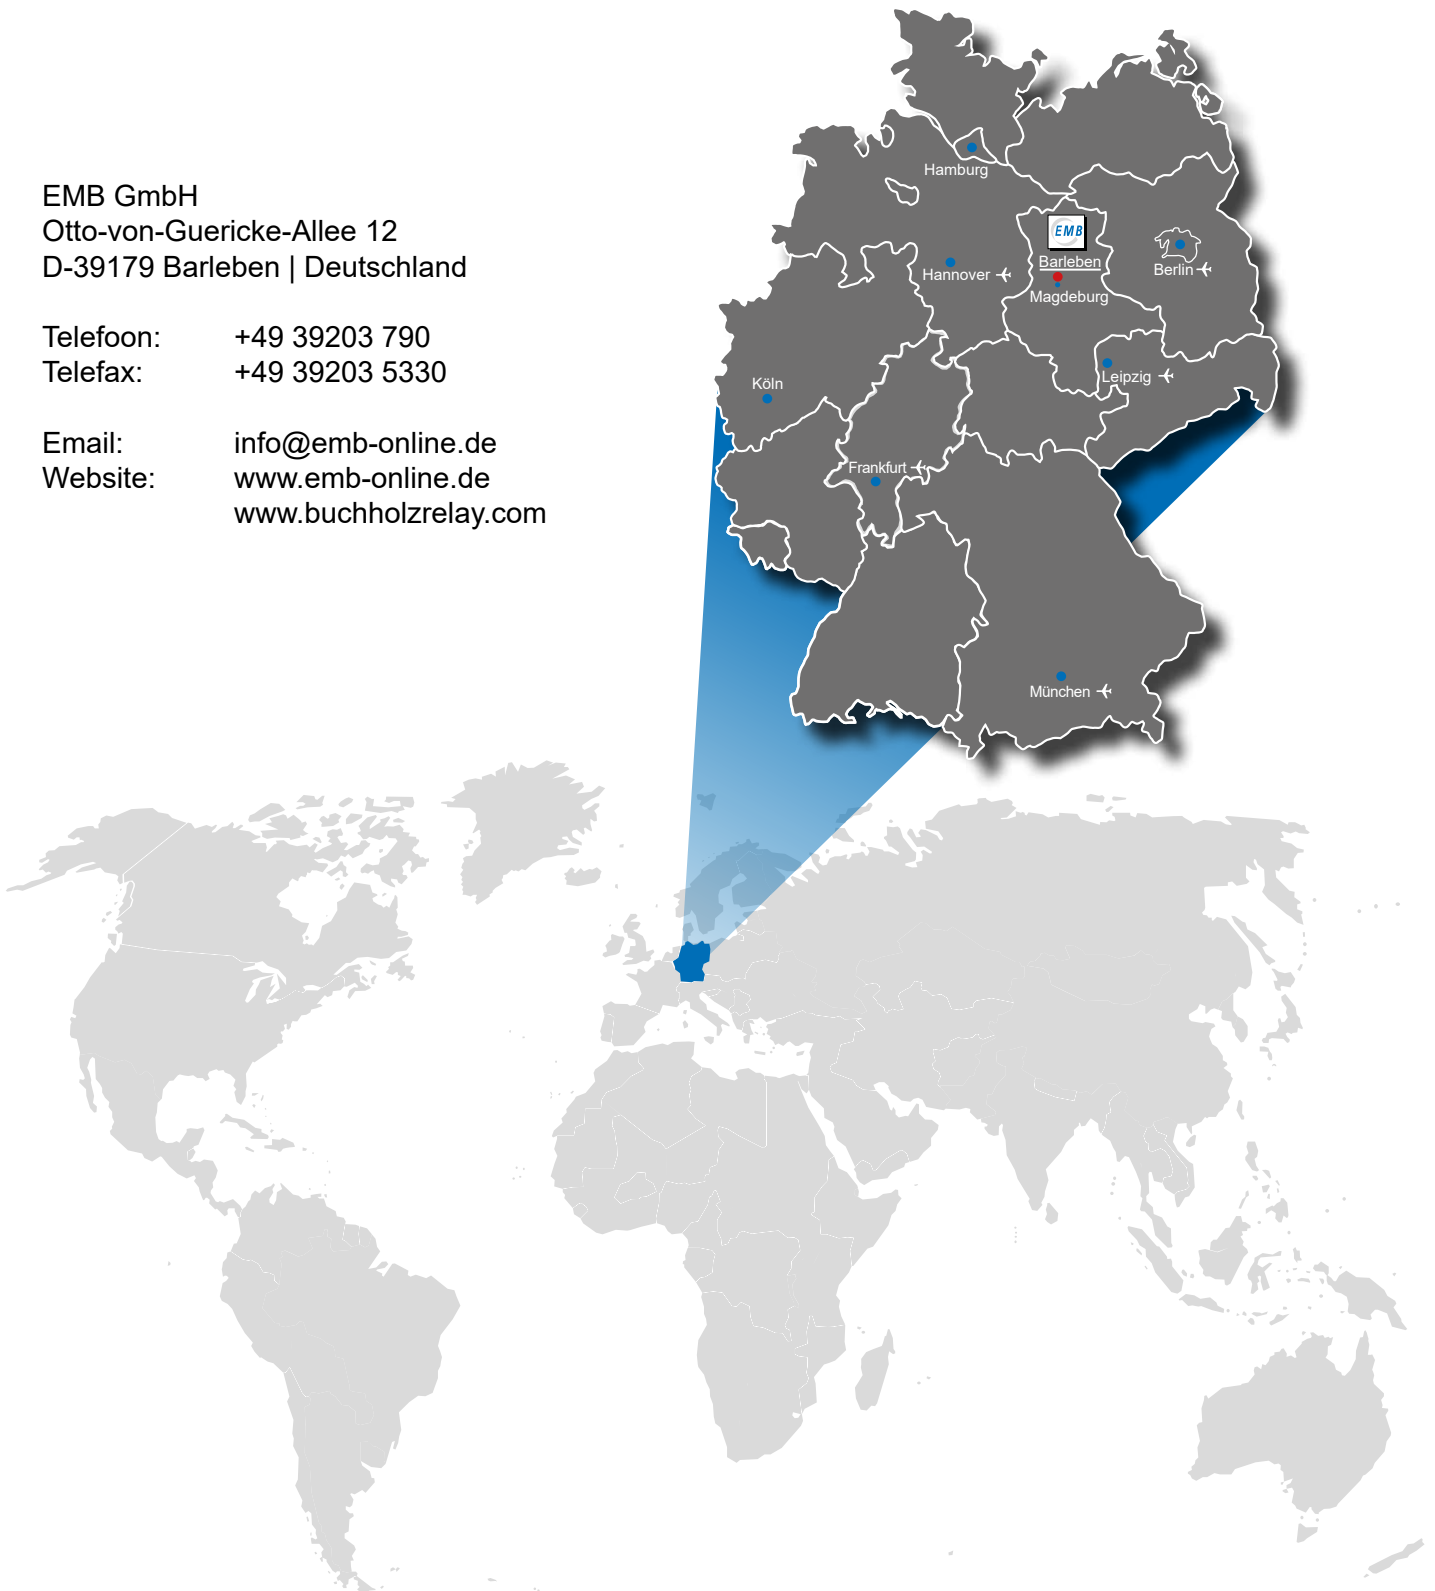 EMB GmbH
Otto-von-Guericke-Allee 12
D-39179 Barleben | Deutschland
Telefoon: +49 39203 790
Telefax: +49 39203 5330
Email: info@emb-online.de
Website: www.emb-online.de
www.buchholzrelay.com
Hamburg
EMB
Barleben
Berlin
Hannover
Magdeburg
Leipzig
Köln
Frankfurt
München